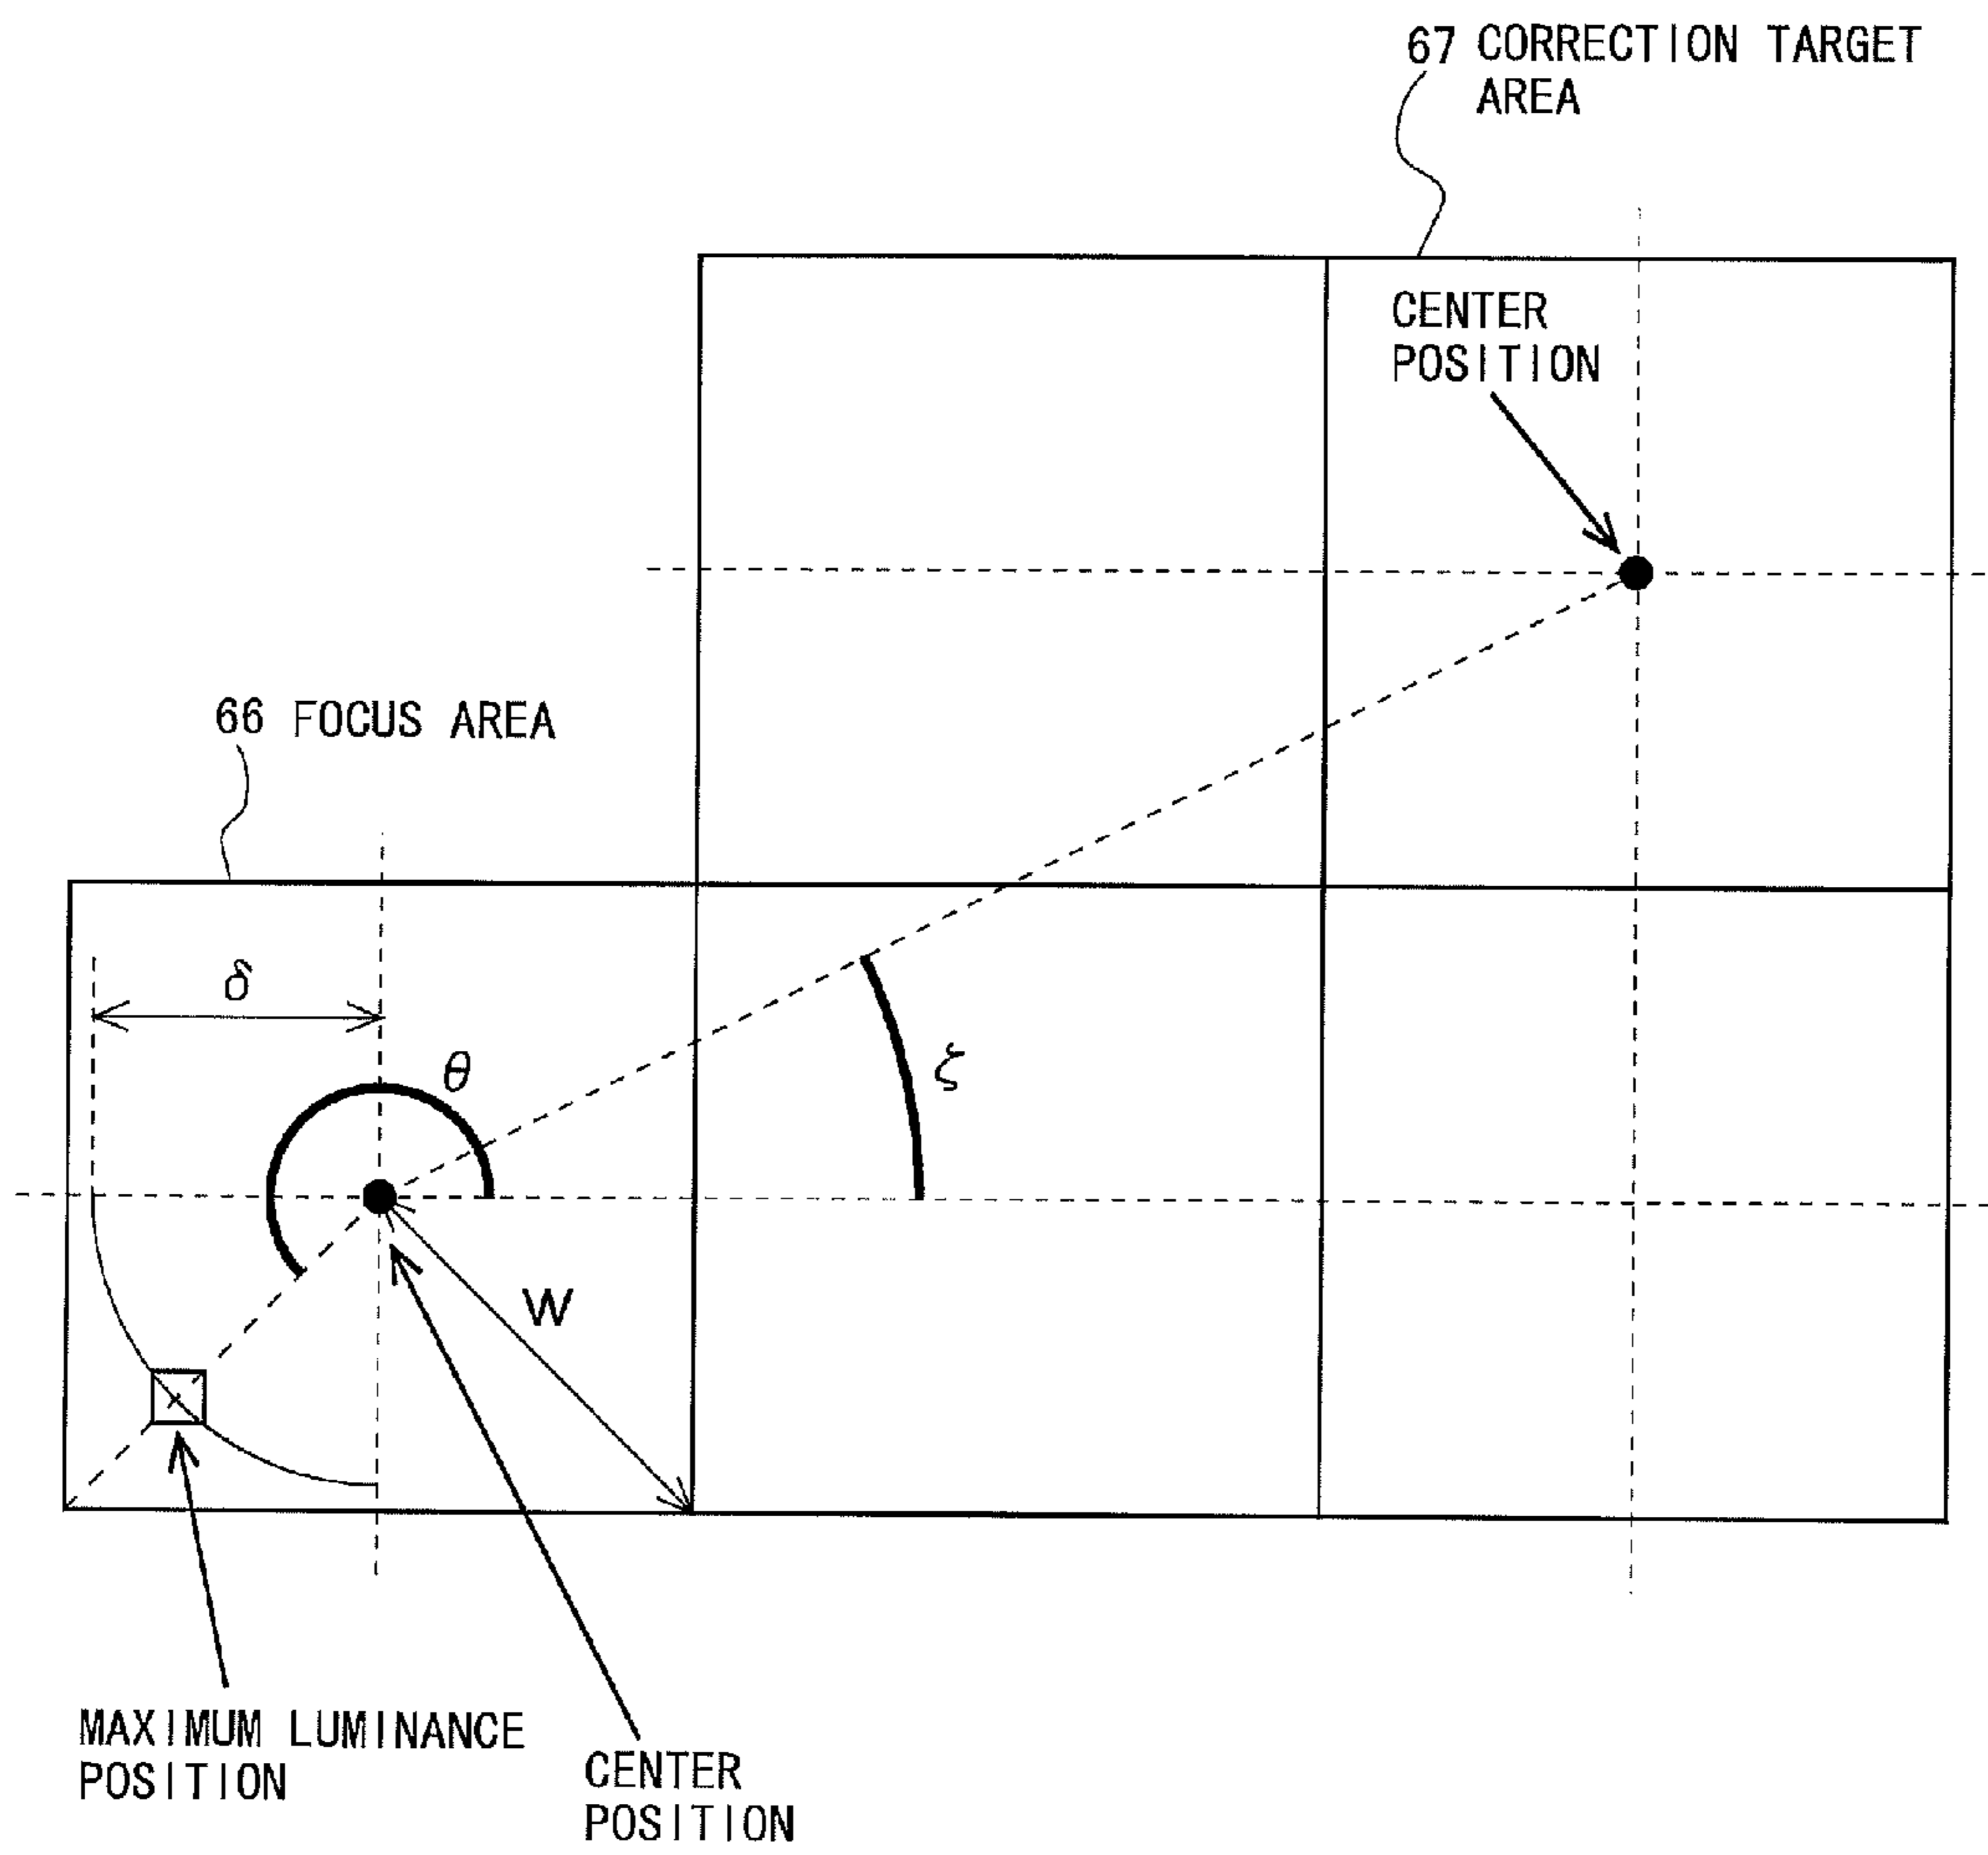 67 CORRECTION TARGET
AREA
CENTER
POSITION
66 FOCUS AREA
δ
θ
ζ
W
MAXIMUM LUMINANCE
POSITION
CENTER
POSITION